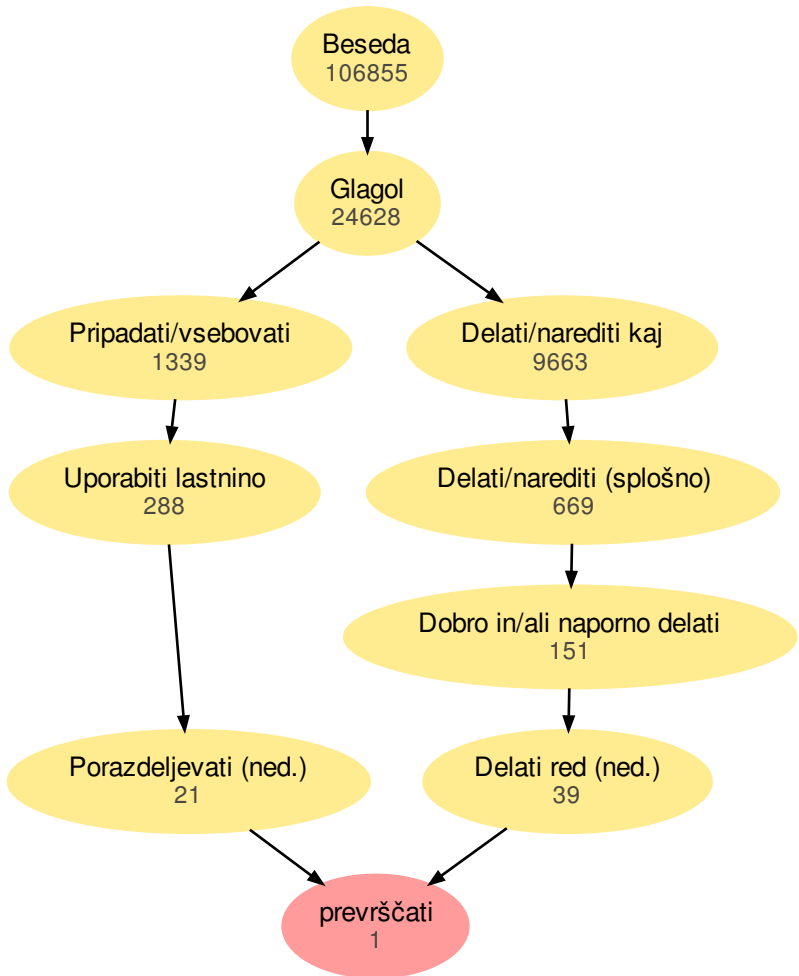 Beseda
106855
Glagol
24628
Pripadati/vsebovati
1339
Delati/narediti kaj
9663
Uporabiti lastnino
288
Delati/narediti (splošno)
669
Dobro in/ali naporno delati
151
Porazdeljevati (ned.)
21
Delati red (ned.)
39
prevrščati
1